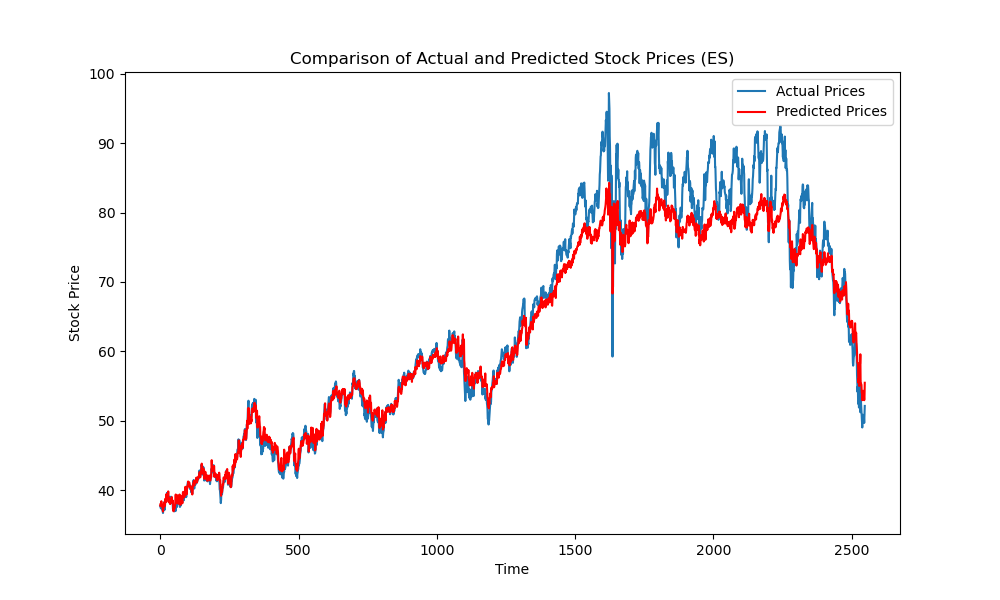 Comparison of Actual and Predicted Stock Prices (ES)
Actual Prices
Predicted Prices
Stock Price
100
90
80
70
60
50
40
0
500
1000
1500
2000
2500
Time